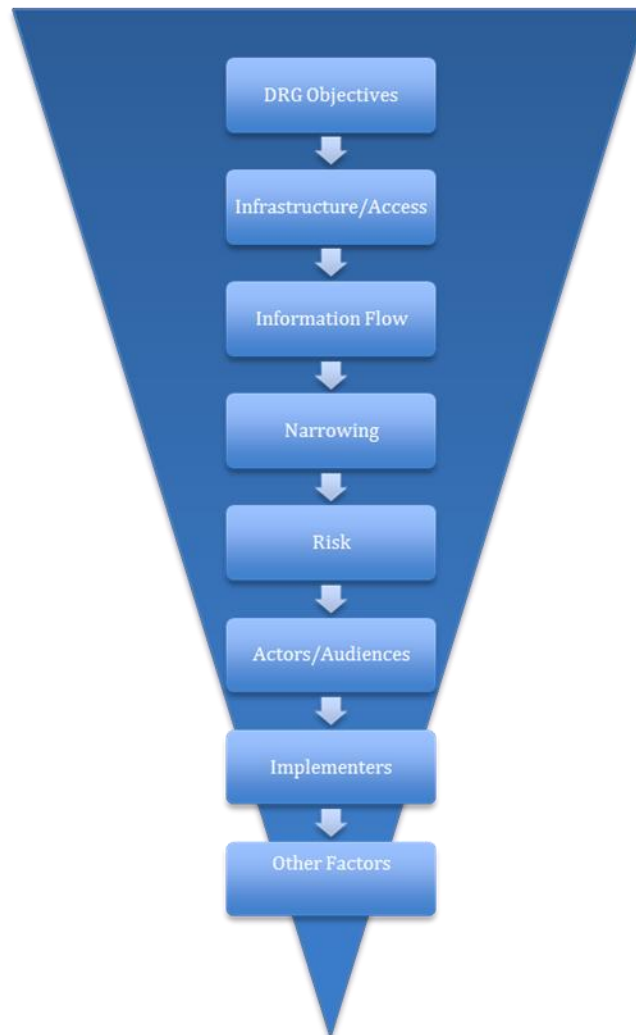 DRG Objectives
Infrastructure/Access
Information Flow
Narrowing
Risk
Actors/Audiences
Implementers
Other Factors